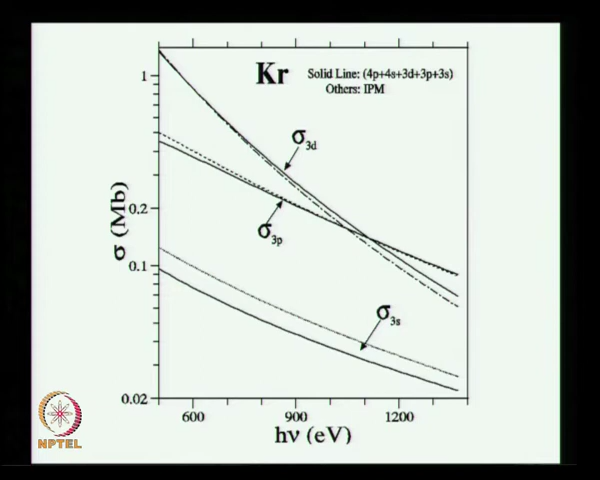 Kr
Solid Line: (4p+4s+3d+3p+3s)
Others: IPM
σ3d
σ3p
σ3s
σ (Mb)
1
0.2
0.1
0.02
600 900 1200
hν (eV)
NPTEL